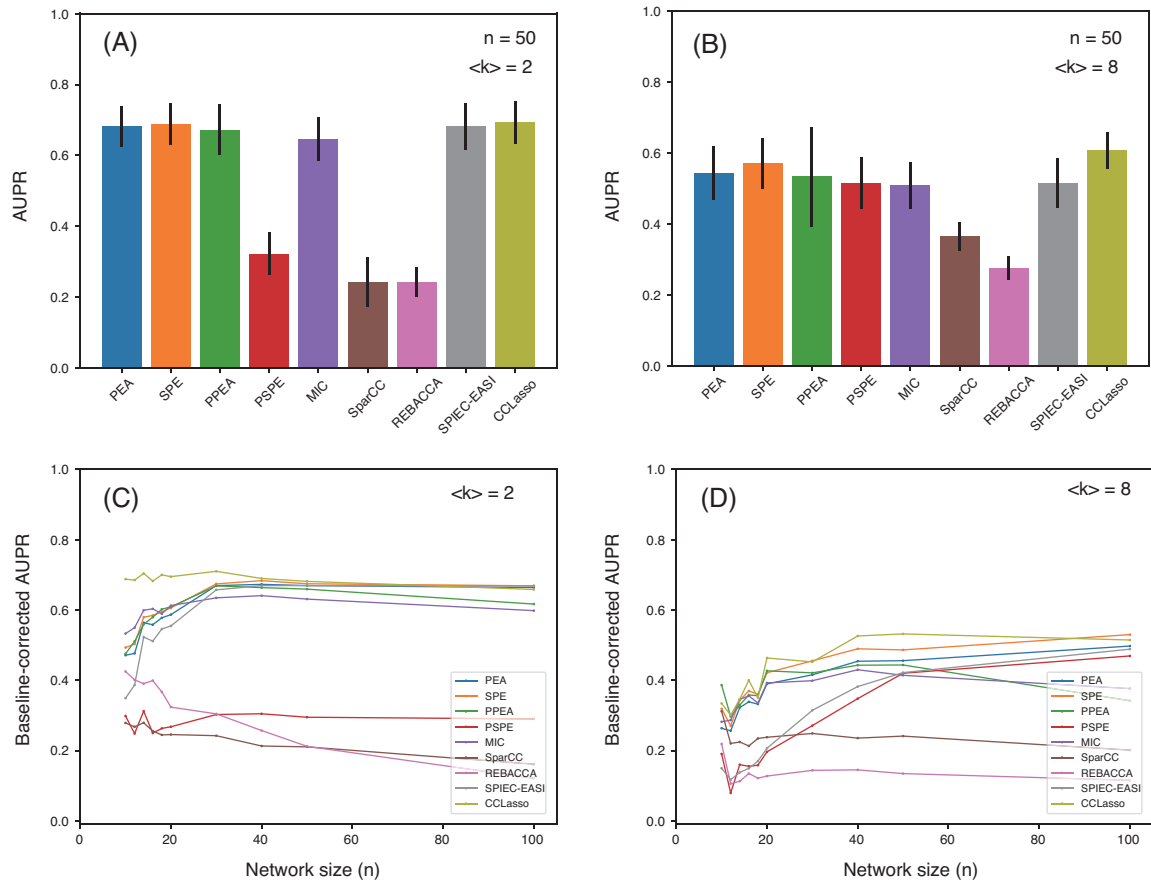 (A)
n = 50
<k> = 2
AUPR
1.0
0.8
0.6
0.4
0.2
0.0
PEA
SPE
PPEA
PSPE
MIC
SparCC
REBACCA
SPIEC-EASI
CCLasso
(B)
n = 50
<k> = 8
AUPR
1.0
0.8
0.6
0.4
0.2
0.0
PEA
SPE
PPEA
PSPE
MIC
SparCC
REBACCA
SPIEC-EASI
CCLasso
(C)
<k> = 2
Baseline-corrected AUPR
1.0
0.8
0.6
0.4
0.2
0.0
PEA
SPE
PPEA
PSPE
MIC
SparCC
REBACCA
SPIEC-EASI
CCLasso
0 20 40 60 80 100
Network size (n)
(D)
<k> = 8
Baseline-corrected AUPR
1.0
0.8
0.6
0.4
0.2
0.0
PEA
SPE
PPEA
PSPE
MIC
SparCC
REBACCA
SPIEC-EASI
CCLasso
0 20 40 60 80 100
Network size (n)